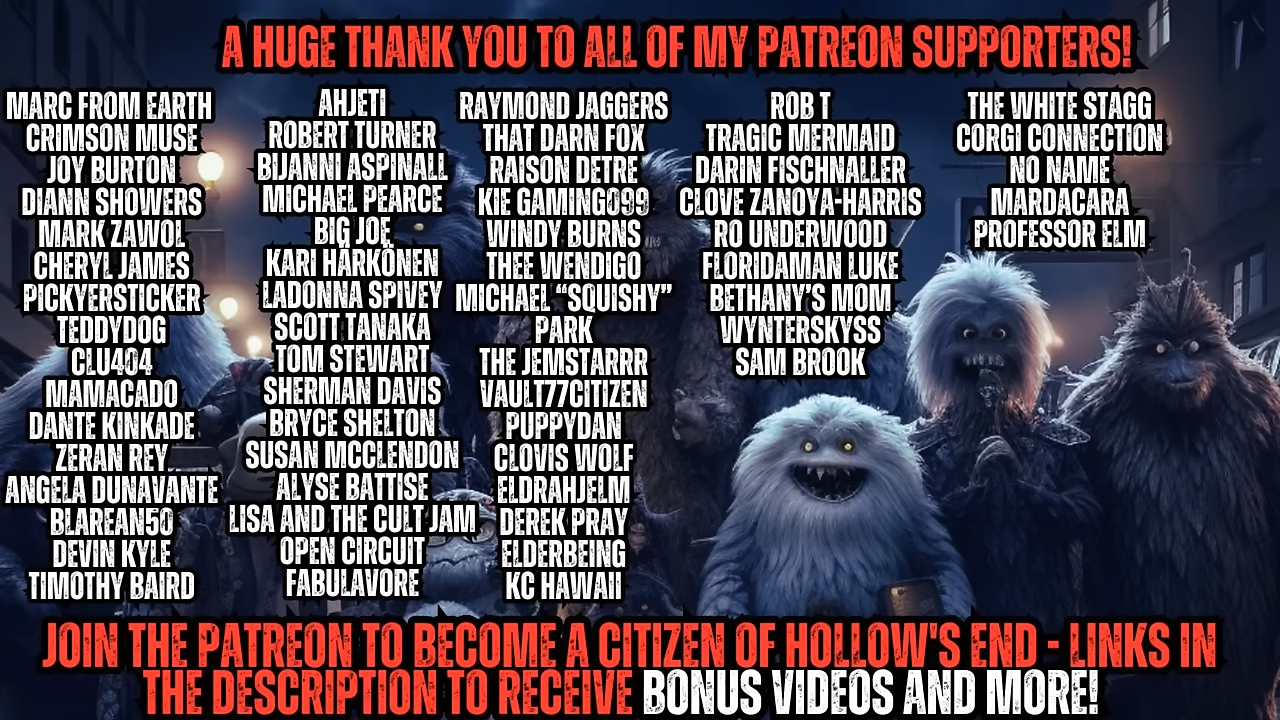 A HUGE THANK YOU TO ALL OF MY PATREON SUPPORTERS!
MARC FROM EARTH
CRIMSON MUSE
JOY BURTON
DIANN SHOWERS
MARK ZAWOL
CHERYL JAMES
PICKYERSTICKER
TEDDYDOG
CLU404
MAMACADO
DANTE KINKADE
ZERAN REY
ANGELA DUNAVANTE
BLAREAN50
DEVIN KYLE
TIMOTHY BAIRD
AHJETI
ROBERT TURNER
BIJANNI ASPINALL
MICHAEL PEARCE
BIG JOE
KARI HÄRKÖNEN
LADONNA SPIVEY
SCOTT TANAKA
TOM STEWART
SHERMAN DAVIS
BRYCE SHELTON
SUSAN MCCLENDON
ALYSE BATTISE
LISA AND THE CULT JAM
OPEN CIRCUIT
FABULAVORE
RAYMOND JAGGERS
THAT DARN FOX
RAISON DETRE
KIE GAMING099
WINDY BURNS
THEE WENDIGO
MICHAEL “SQUISHY”
PARK
THE JEMSTARRR
VAULT77CITIZEN
PUPPYDAN
CLOVIS WOLF
ELDRAHJELM
DEREK PRAY
ELDERBEING
KC HAWAII
ROB T
TRAGIC MERMAID
DARIN FISCHNALLER
CLOVE ZANOYA-HARRIS
RO UNDERWOOD
FLORIDAMAN LUKE
BETHANY’S MOM
WYNTERSKYSS
SAM BROOK
THE WHITE STAGG
CORGI CONNECTION
NO NAME
MARDACARA
PROFESSOR ELM
JOIN THE PATREON TO BECOME A CITIZEN OF HOLLOW'S END - LINKS IN
THE DESCRIPTION TO RECEIVE BONUS VIDEOS AND MORE!